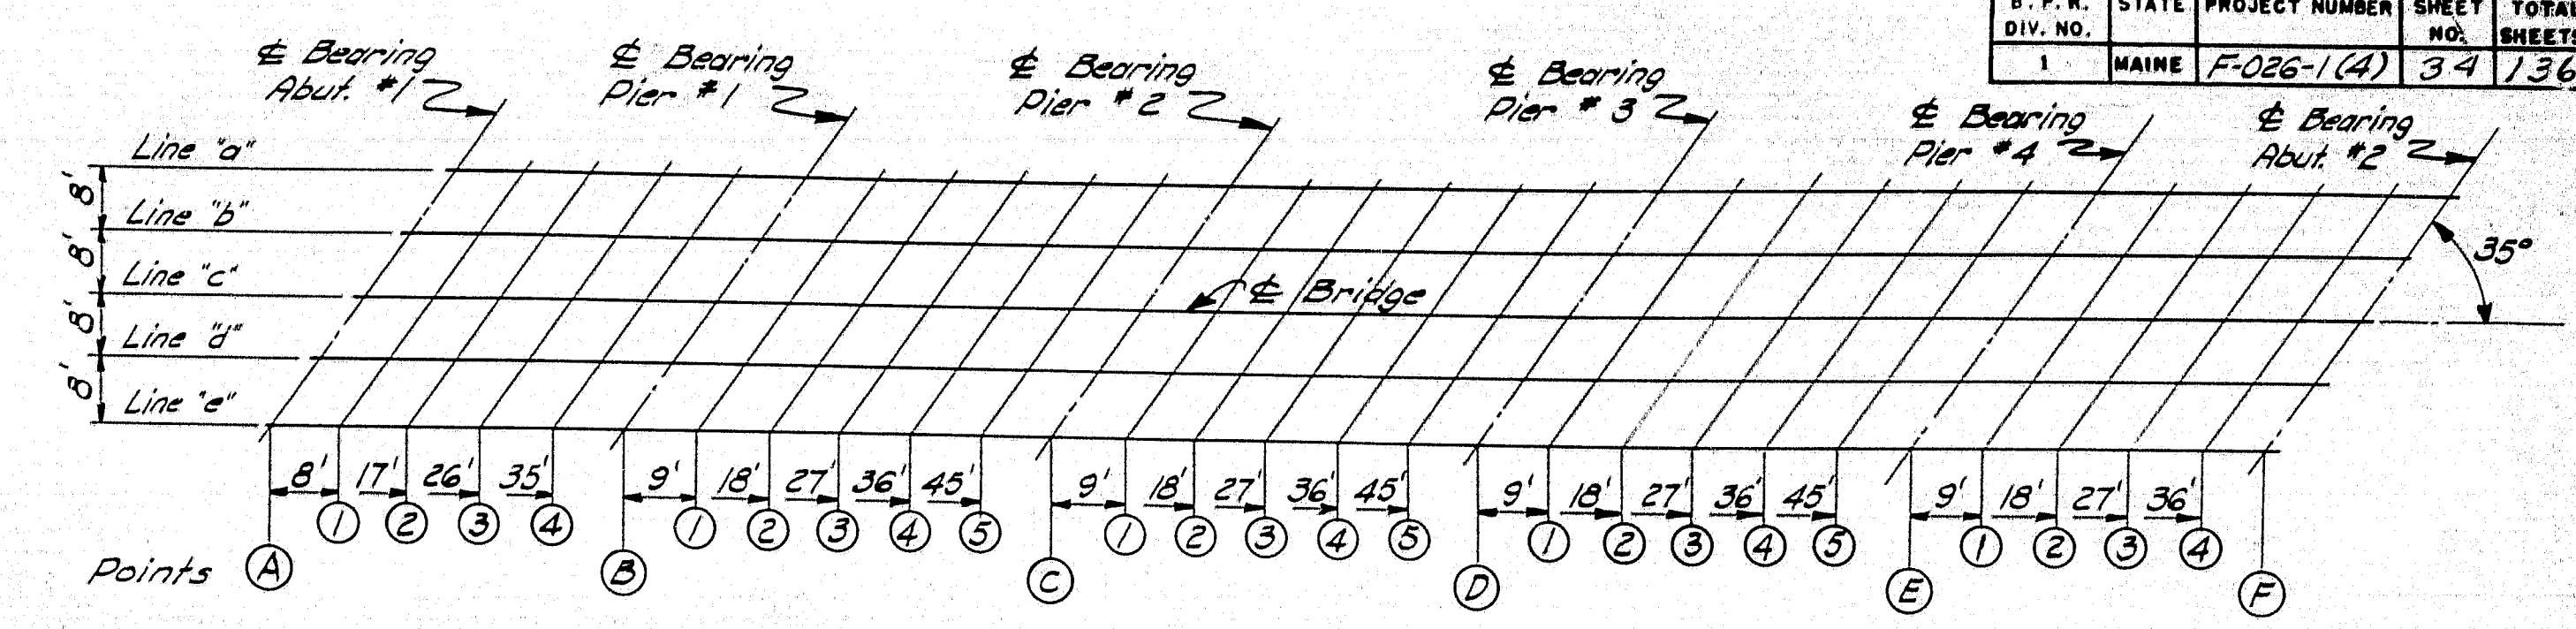 B. P. R. DIV. NO. STATE PROJECT NUMBER SHEET NO. TOTAL SHEETS
1 MAINE F-026-1(4) 34 136
℄ Bearing Abut. #1
℄ Bearing Pier #1
℄ Bearing Pier #2
℄ Bearing Pier #3
℄ Bearing Pier #4
℄ Bearing Abut. #2
Line "a"
8'
Line "b"
8'
Line "c"
8'
Line "d"
8'
Line "e"
℄ Bridge
35°
8' 17' 26' 35' 9' 18' 27' 36' 45' 9' 18' 27' 36' 45' 9' 18' 27' 36' 45' 9' 18' 27' 36'
1 2 3 4 1 2 3 4 5 1 2 3 4 5 1 2 3 4 5 1 2 3 4
Points A B C D E F